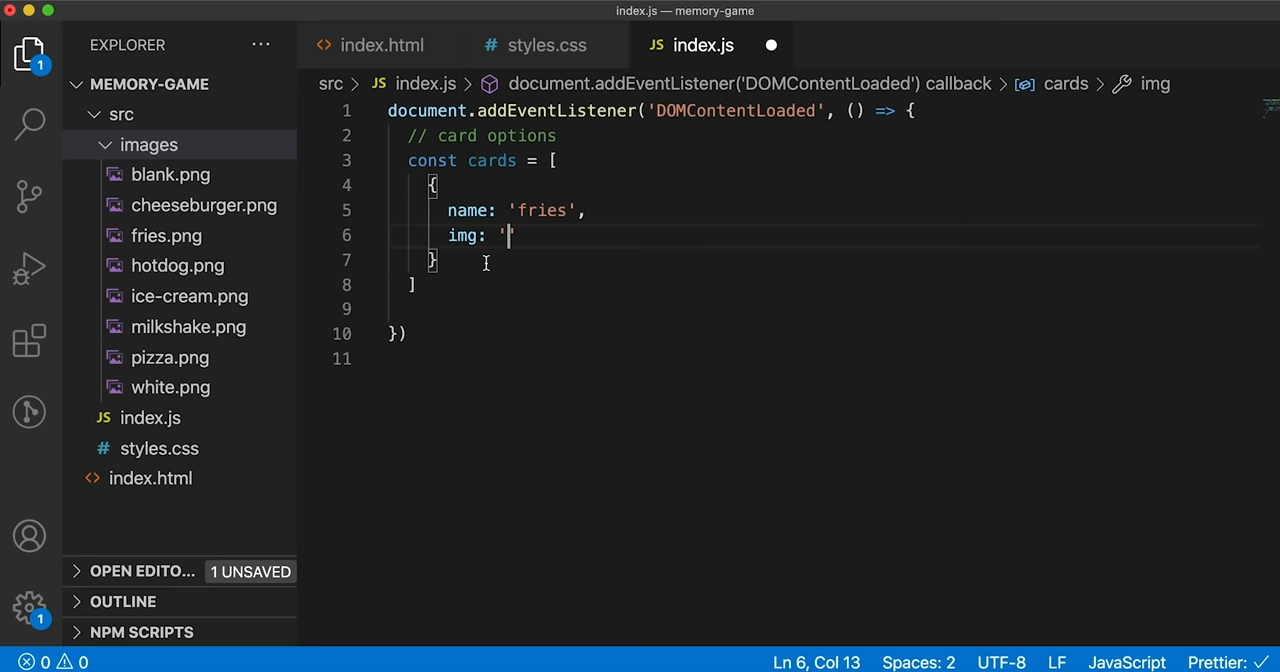 index.js — memory-game
EXPLORER ···
index.html
# styles.css
JS index.js
1
src > JS index.js > document.addEventListener('DOMContentLoaded') callback > cards > img
MEMORY-GAME
src
images
blank.png
cheeseburger.png
fries.png
hotdog.png
ice-cream.png
milkshake.png
pizza.png
white.png
JS index.js
# styles.css
index.html
1 document.addEventListener('DOMContentLoaded', () => {
2 // card options
3 const cards = [
4 {
5 name: 'fries',
6 img: ''
7 }
8 ]
9
10 })
11
OPEN EDITO... 1 UNSAVED
OUTLINE
1
NPM SCRIPTS
0 0 Ln 6, Col 13 Spaces: 2 UTF-8 LF JavaScript Prettier: ✓